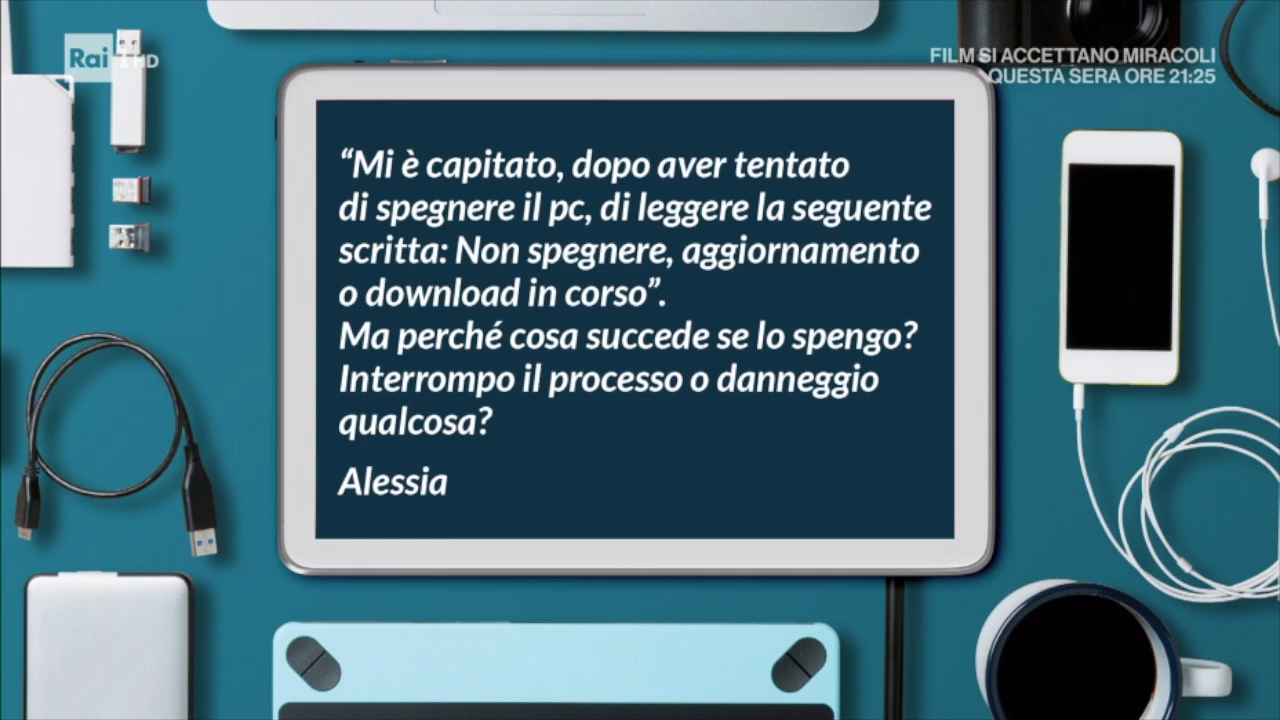 Rai 1 HD
FILM SI ACCETTANO MIRACOLI
QUESTA SERA ORE 21:25
“Mi è capitato, dopo aver tentato
di spegnere il pc, di leggere la seguente
scritta: Non spegnere, aggiornamento
o download in corso”.
Ma perché cosa succede se lo spengo?
Interrompo il processo o danneggio
qualcosa?
Alessia